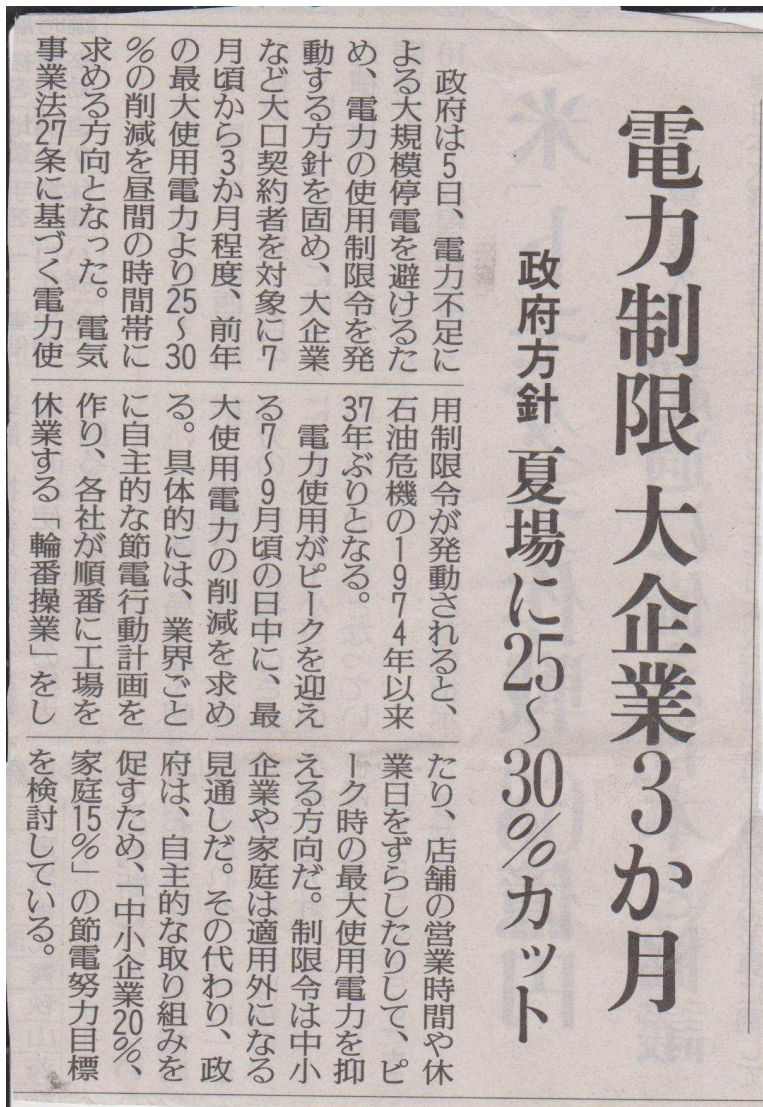 電力制限 大企業3か月
政府方針 夏場に25〜30%カット
政府は5日、電力不足に
よる大規模停電を避けるた
め、電力の使用制限令を発
動する方針を固め、大企業
など大口契約者を対象に7
月頃から3か月程度、前年
の最大使用電力より25〜30
%の削減を昼間の時間帯に
求める方向となった。電気
事業法27条に基づく電力使
用制限令が発動されると、
石油危機の1974年以来
37年ぶりとなる。
電力使用がピークを迎え
る7〜9月頃の日中に、最
大使用電力の削減を求め
る。具体的には、業界ごと
に自主的な節電行動計画を
作り、各社が順番に工場を
休業する「輪番操業」をし
たり、店舗の営業時間や休
業日をずらしたりして、ピ
ーク時の最大使用電力を抑
える方向だ。制限令は中小
企業や家庭は適用外になる
見通しだ。その代わり、政
府は、自主的な取り組みを
促すため、「中小企業20%、
家庭15%」の節電努力目標
を検討している。